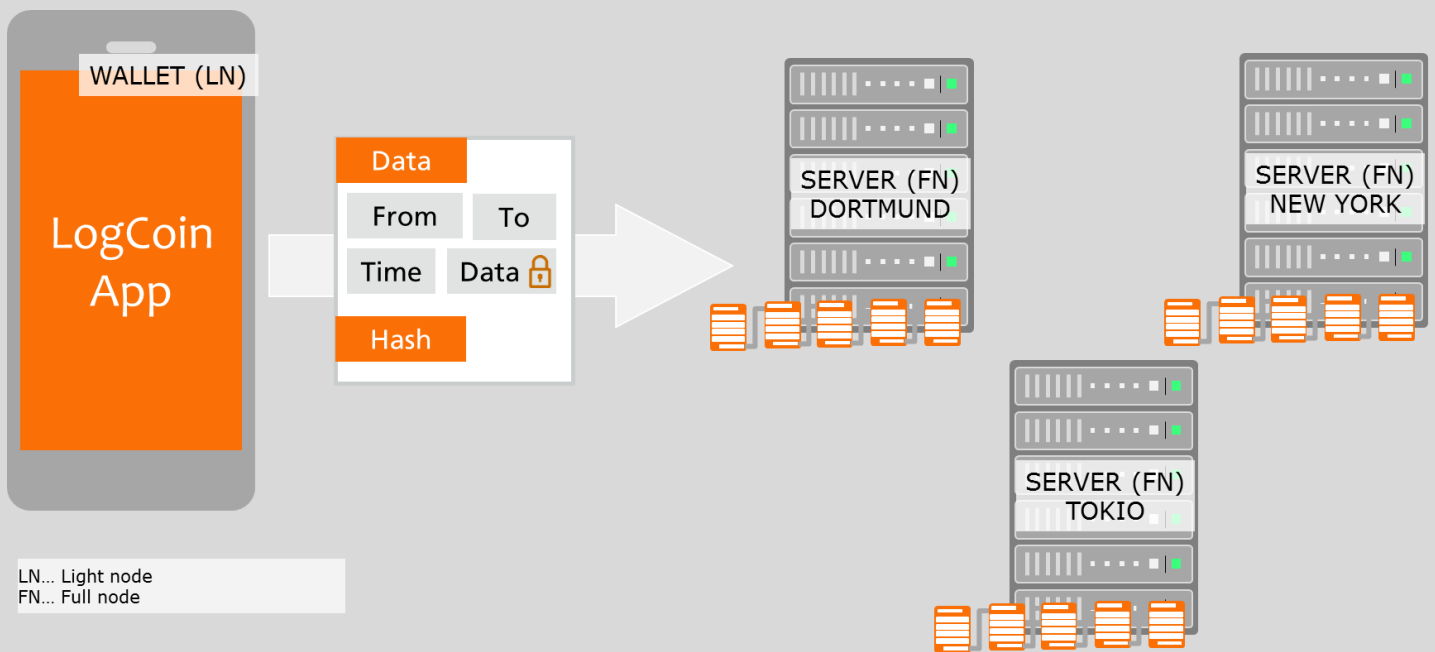 WALLET (LN)
LogCoin
App
Data
From
To
Time
Data
Hash
SERVER (FN)
DORTMUND
SERVER (FN)
NEW YORK
SERVER (FN)
TOKIO
LN... Light node
FN... Full node